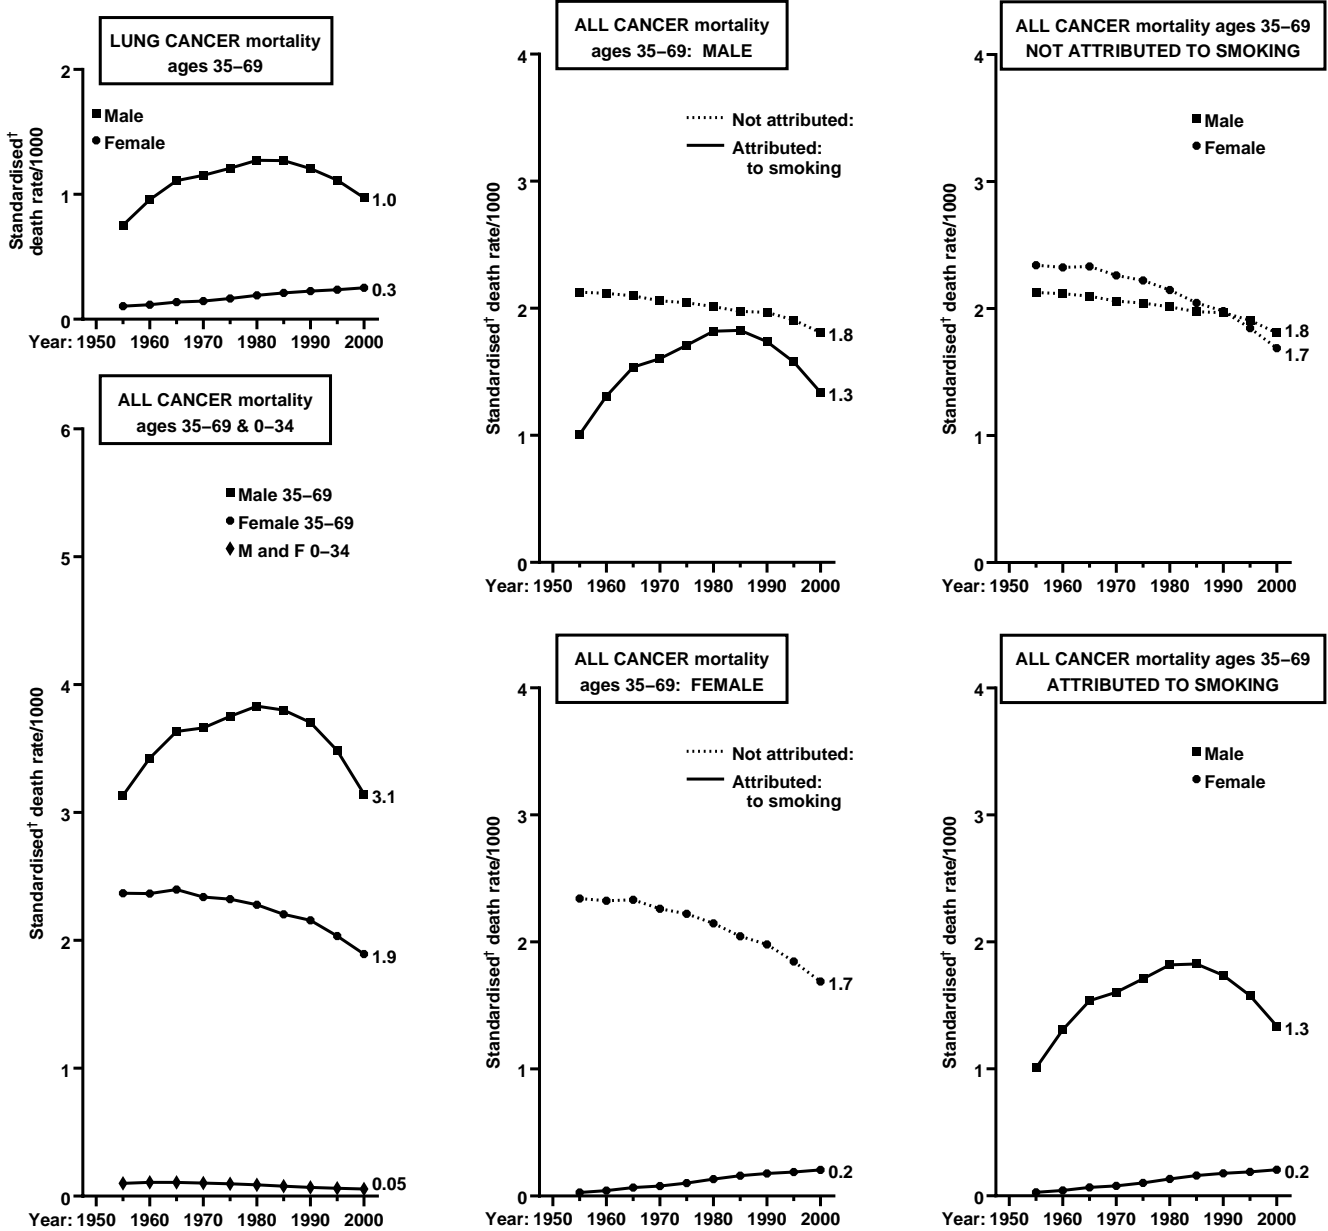 LUNG CANCER mortality
ages 35–69
2
1
0
Standardised†
death rate/1000
Male
Female
1.0
0.3
Year: 1950 1960 1970 1980 1990 2000
ALL CANCER mortality
ages 35–69 & 0–34
6
5
4
3
2
1
0
Standardised† death rate/1000
Male 35–69
Female 35–69
M and F 0–34
3.1
1.9
0.05
Year: 1950 1960 1970 1980 1990 2000
ALL CANCER mortality
ages 35–69: MALE
4
3
2
1
0
Standardised† death rate/1000
Not attributed:
Attributed:
to smoking
1.8
1.3
Year: 1950 1960 1970 1980 1990 2000
ALL CANCER mortality
ages 35–69: FEMALE
4
3
2
1
0
Standardised† death rate/1000
Not attributed:
Attributed:
to smoking
1.7
0.2
Year: 1950 1960 1970 1980 1990 2000
ALL CANCER mortality ages 35–69
NOT ATTRIBUTED TO SMOKING
4
3
2
1
0
Standardised† death rate/1000
Male
Female
1.8
1.7
Year: 1950 1960 1970 1980 1990 2000
ALL CANCER mortality ages 35–69
ATTRIBUTED TO SMOKING
4
3
2
1
0
Standardised† death rate/1000
Male
Female
1.3
0.2
Year: 1950 1960 1970 1980 1990 2000